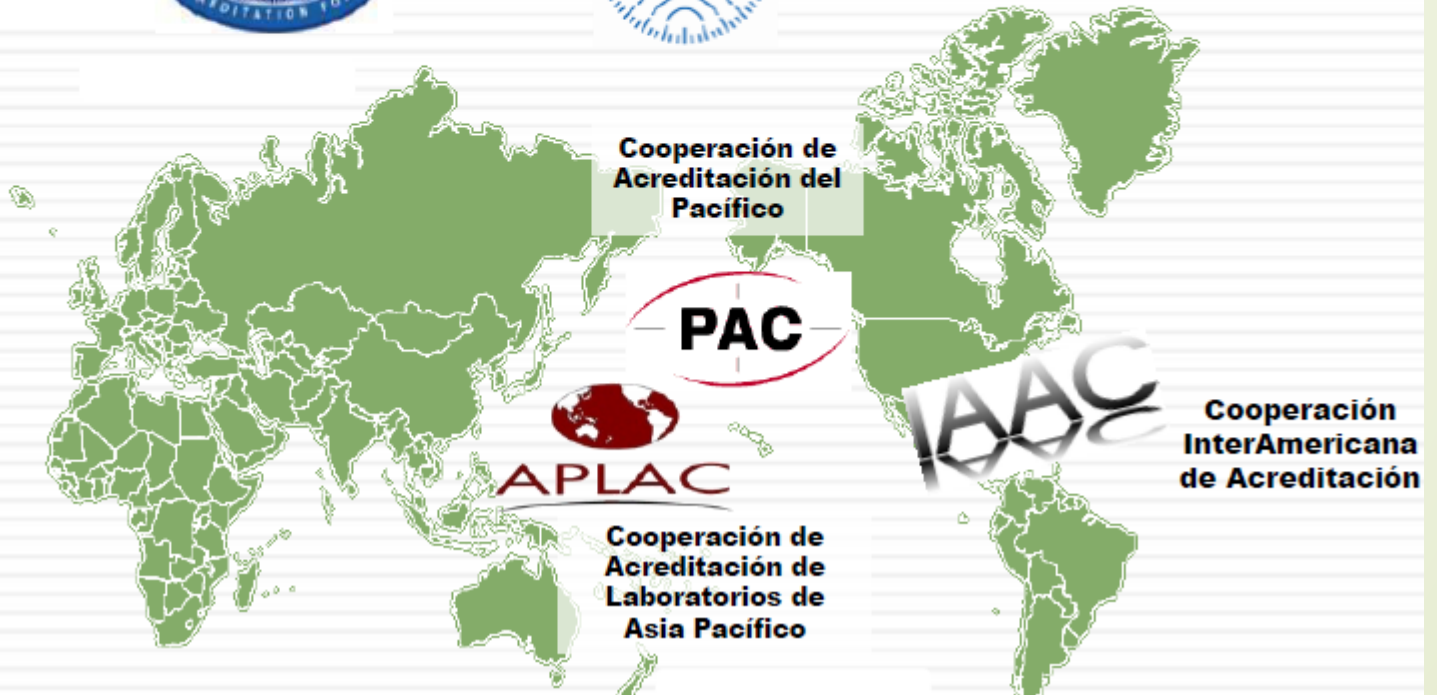 Cooperación de
Acreditación del
Pacífico
PAC
IAAC
Cooperación
InterAmericana
de Acreditación
APLAC
Cooperación de
Acreditación de
Laboratorios de
Asia Pacífico